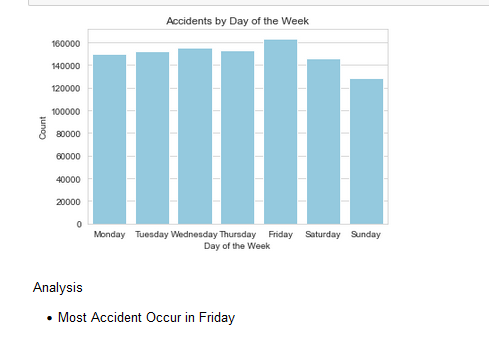 Accidents by Day of the Week
160000
140000
120000
100000
80000
60000
40000
20000
0
Count
Monday Tuesday Wednesday Thursday Friday Saturday Sunday
Day of the Week
Analysis
• Most Accident Occur in Friday